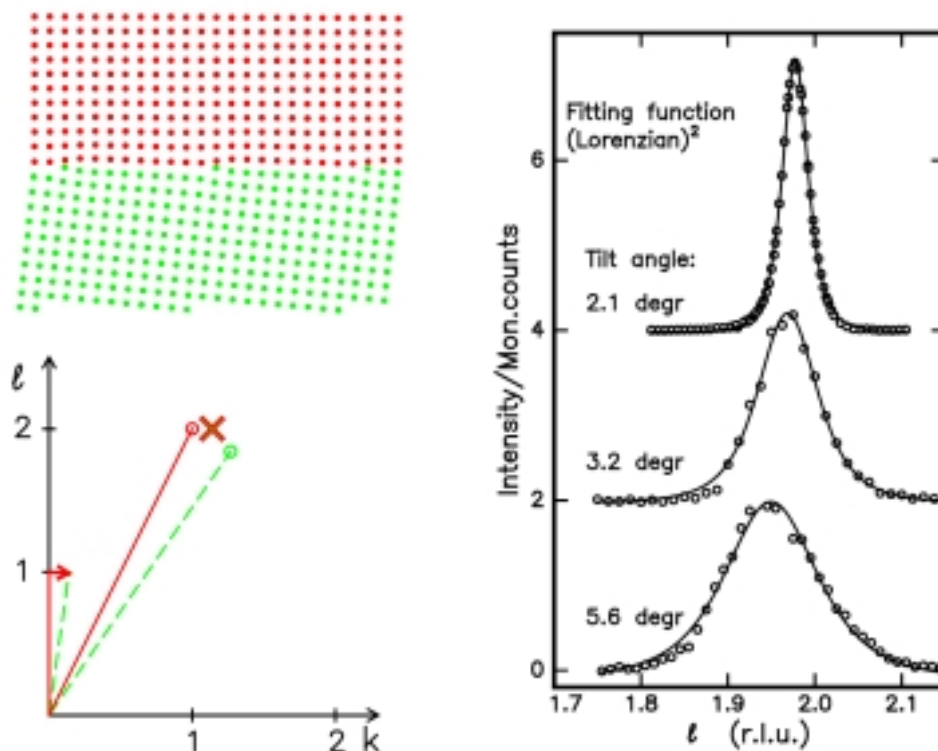 ℓ
2
1
1
2
k
Fitting function
(Lorenzian)²
Tilt angle:
2.1 degr
3.2 degr
5.6 degr
Intensity/Mon.counts
6
4
2
0
1.7
1.8
1.9
2.0
2.1
ℓ (r.l.u.)